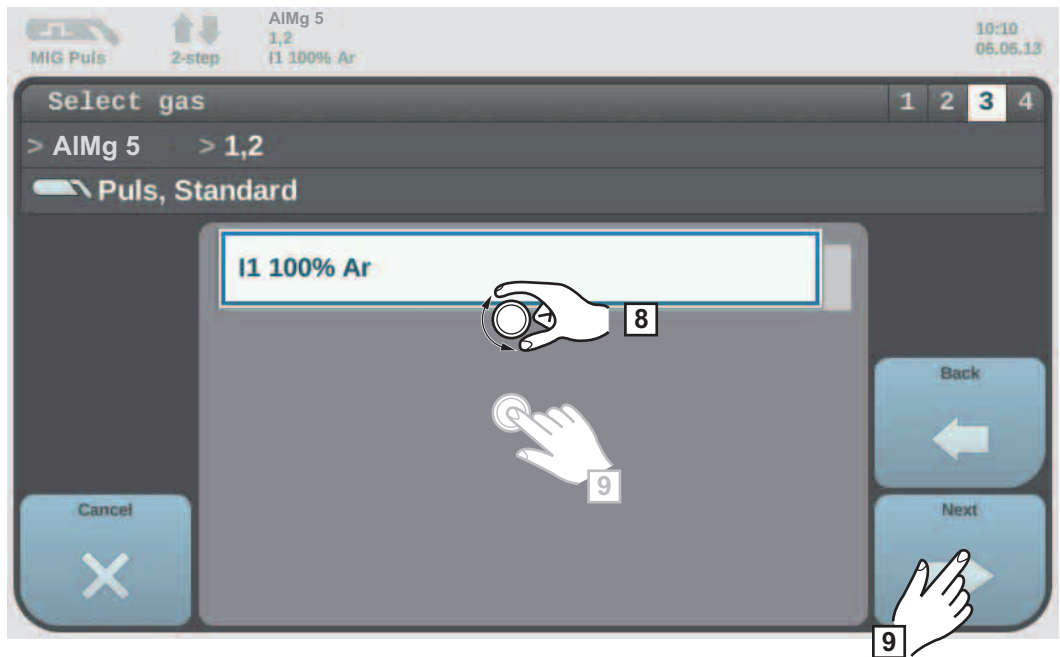 MIG Puls
2-step
AlMg 5
1,2
I1 100% Ar
10:10
06.06.13
Select gas
1 2 3 4
> AlMg 5 > 1,2
Puls, Standard
I1 100% Ar
8
9
Back
Cancel
Next
9